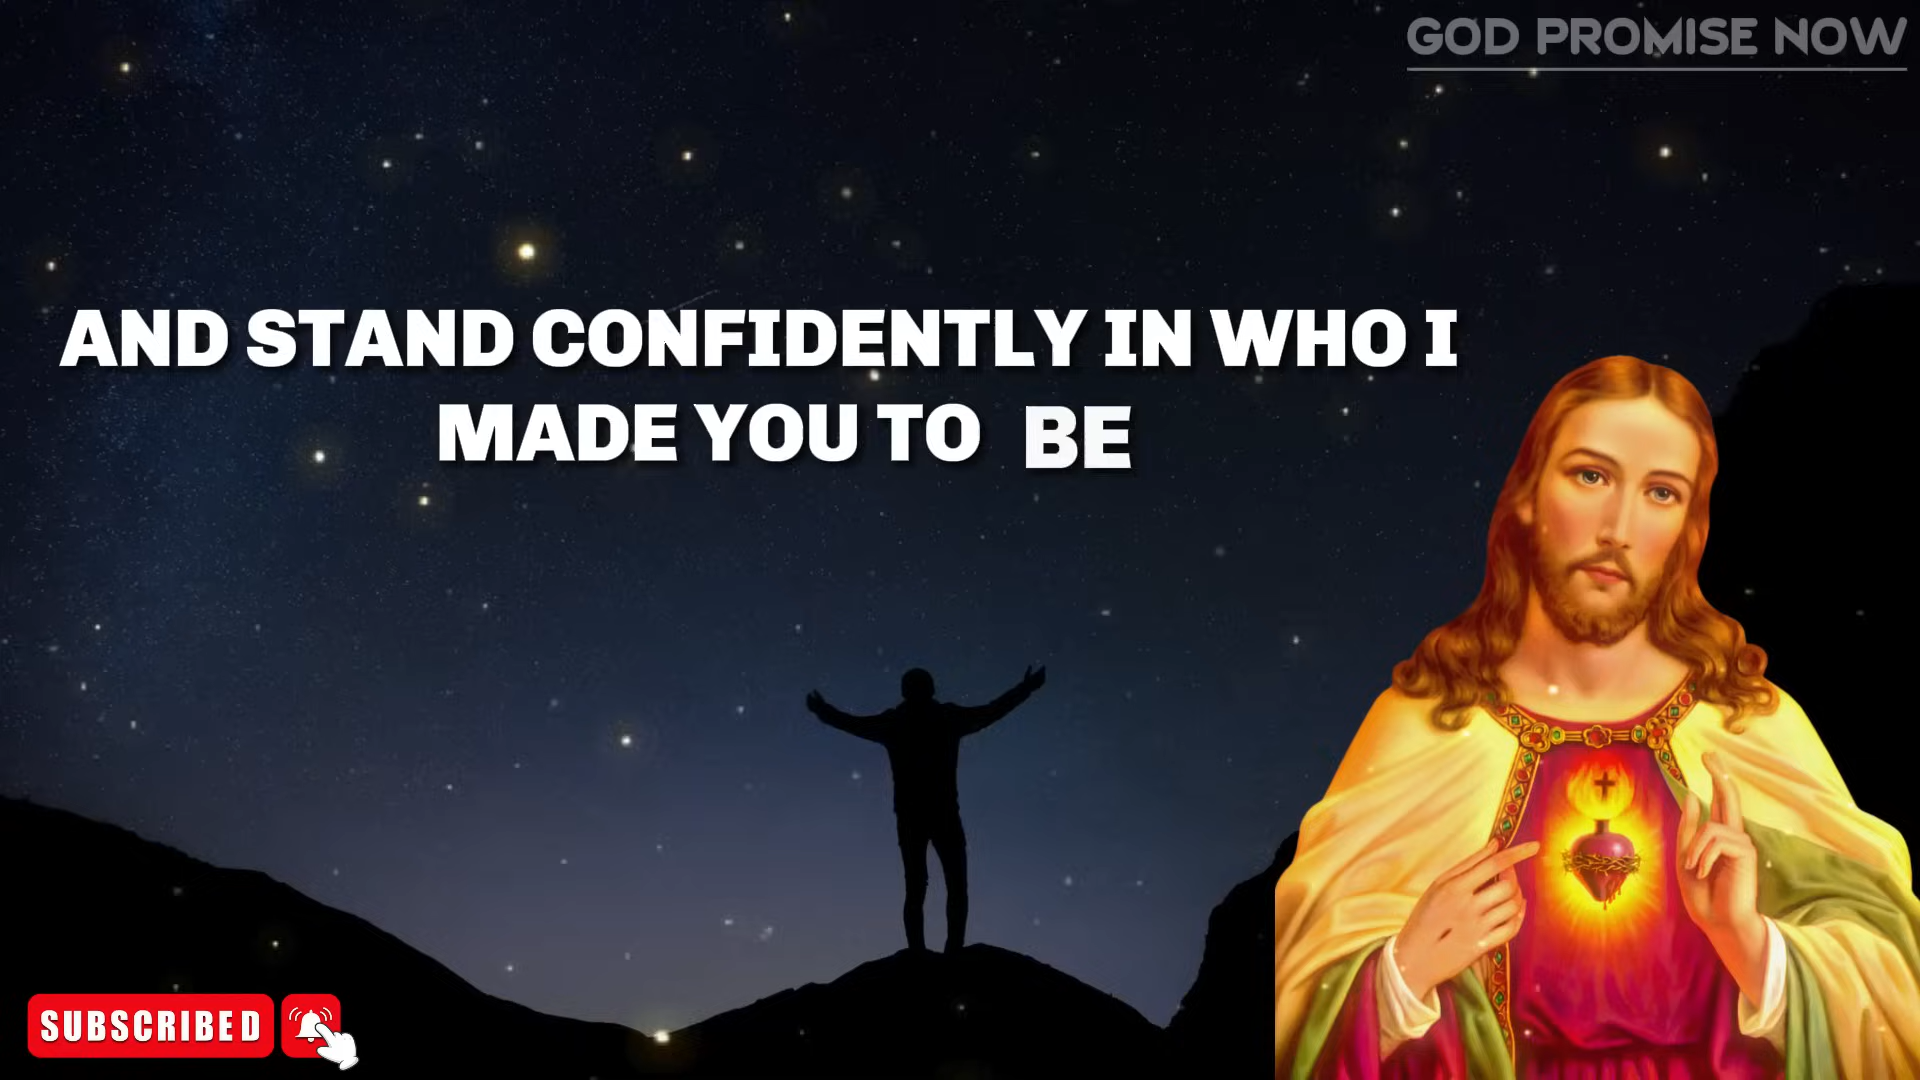 GOD PROMISE NOW
AND STAND CONFIDENTLY IN WHO I
MADE YOU TO BE
SUBSCRIBED